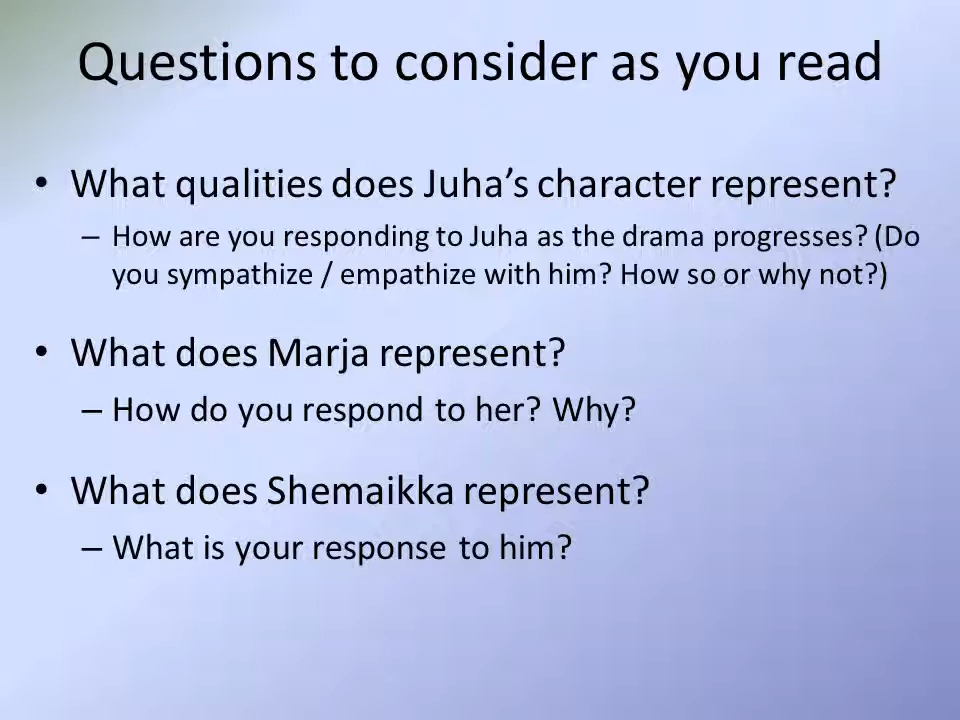 Questions to consider as you read
• What qualities does Juha’s character represent?
– How are you responding to Juha as the drama progresses? (Do
you sympathize / empathize with him? How so or why not?)
• What does Marja represent?
– How do you respond to her? Why?
• What does Shemaikka represent?
– What is your response to him?